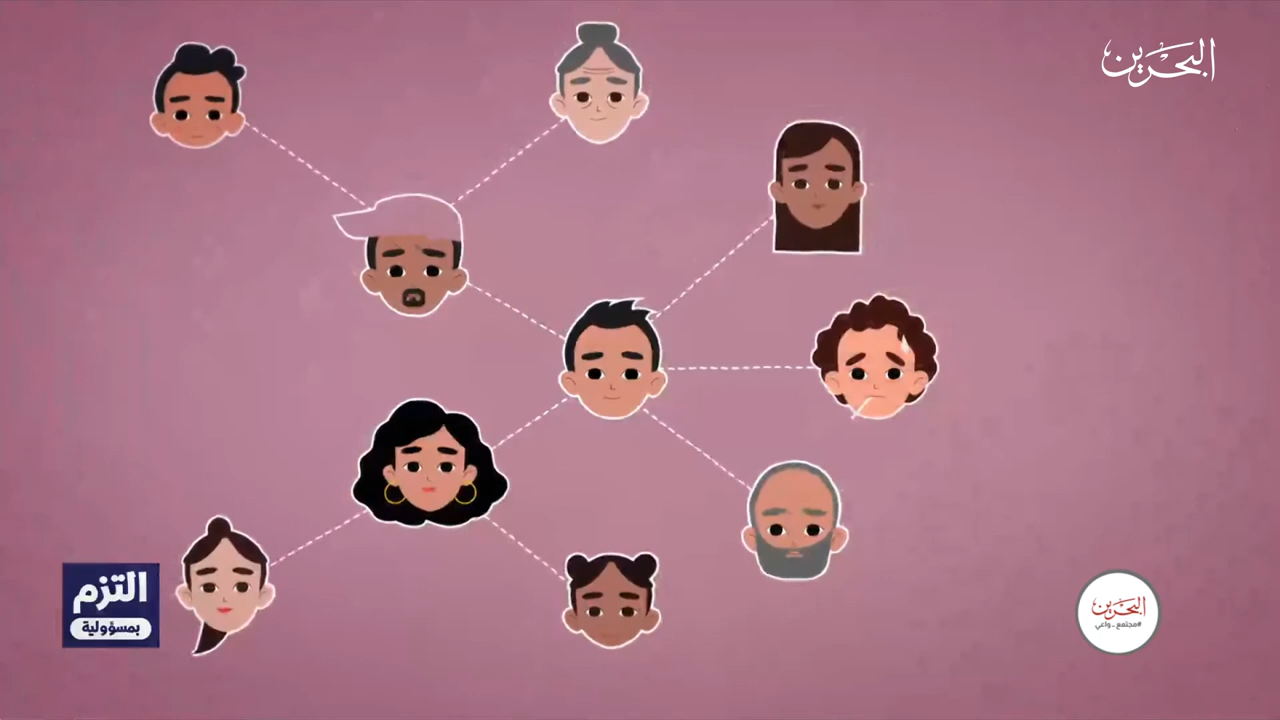 البحرين
التزم
بمسؤولية
البحرين
#مجتمع_واعي